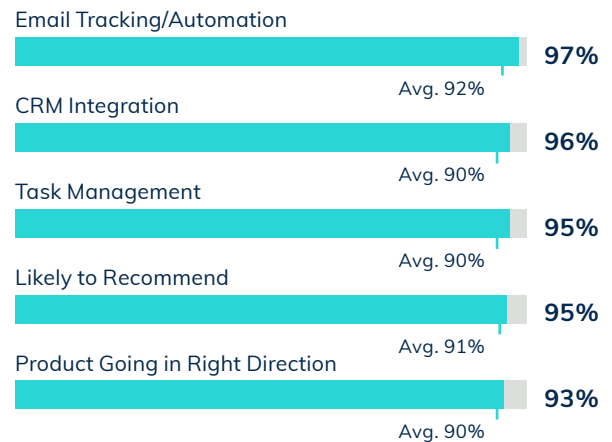 Email Tracking/Automation
97%
Avg. 92%
CRM Integration
96%
Avg. 90%
Task Management
95%
Avg. 90%
Likely to Recommend
95%
Avg. 91%
Product Going in Right Direction
93%
Avg. 90%